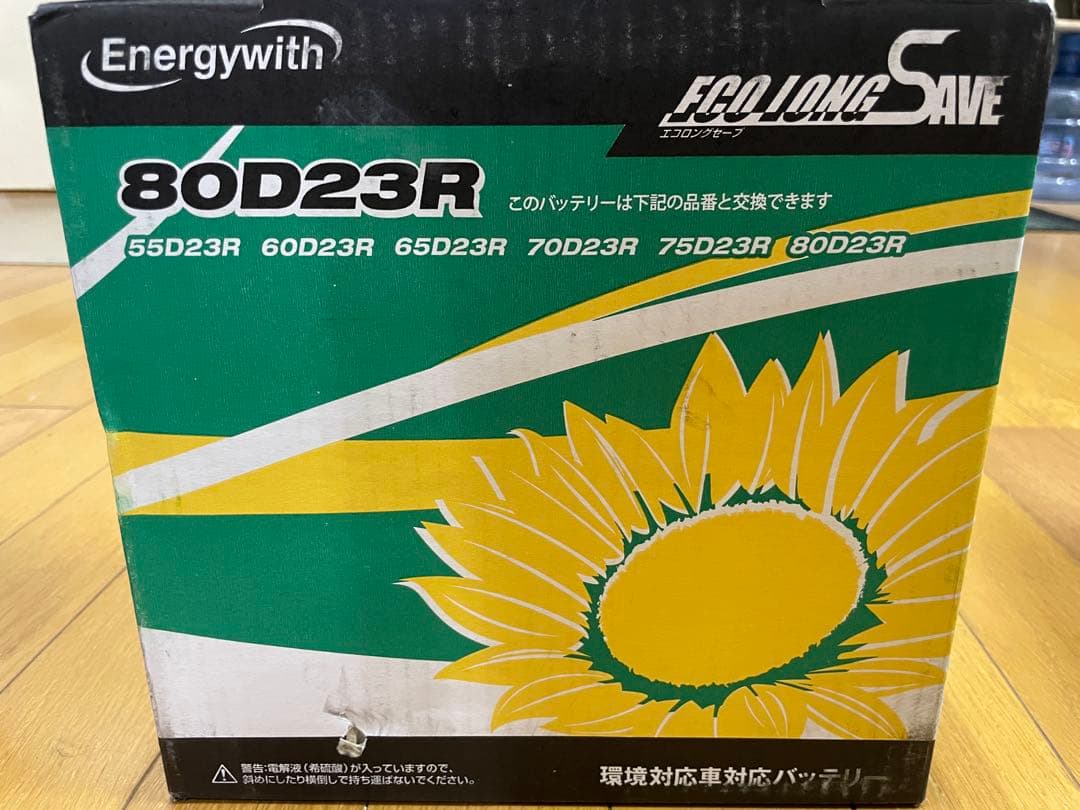 Energywith
ECO LONG SAVE
エコロングセーブ
80D23R
このバッテリーは下記の品番と交換できます
55D23R 60D23R 65D23R 70D23R 75D23R 80D23R
警告:電解液(希硫酸)が入っていますので、
斜めにしたり横倒しで持ち運ばないでください。
環境対応車対応バッテリー